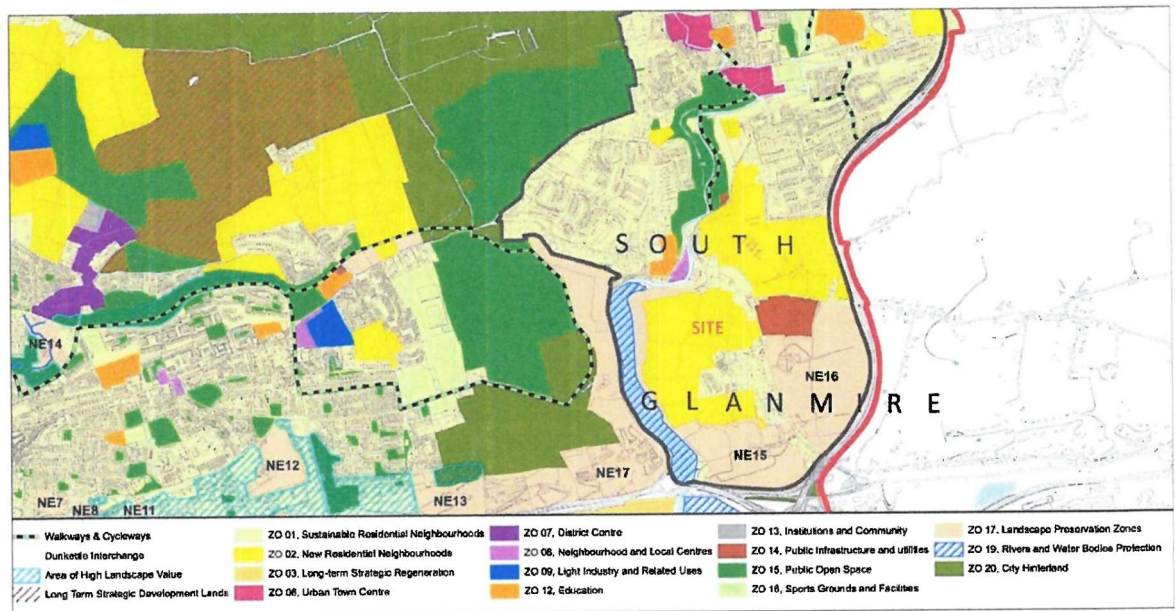 SOUTH
SITE
NE14
NE16
GLANMIRE
NE15
NE12
NE17
NE13
NE7
NE8
NE11
Walkways & Cycleways
Dunkettle Interchange
Area of High Landscape Value
Long Term Strategic Development Lands
ZO 01, Sustainable Residential Neighbourhoods
ZO 02, New Residential Neighbourhoods
ZO 03, Long-term Strategic Regeneration
ZO 06, Urban Town Centre
ZO 07, District Centre
ZO 08, Neighbourhood and Local Centres
ZO 09, Light Industry and Related Uses
ZO 12, Education
ZO 13, Institutions and Community
ZO 14, Public Infrastructure and utilities
ZO 15, Public Open Space
ZO 16, Sports Grounds and Facilities
ZO 17, Landscape Preservation Zones
ZO 19, Rivers and Water Bodies Protection
ZO 20, City Hinterland